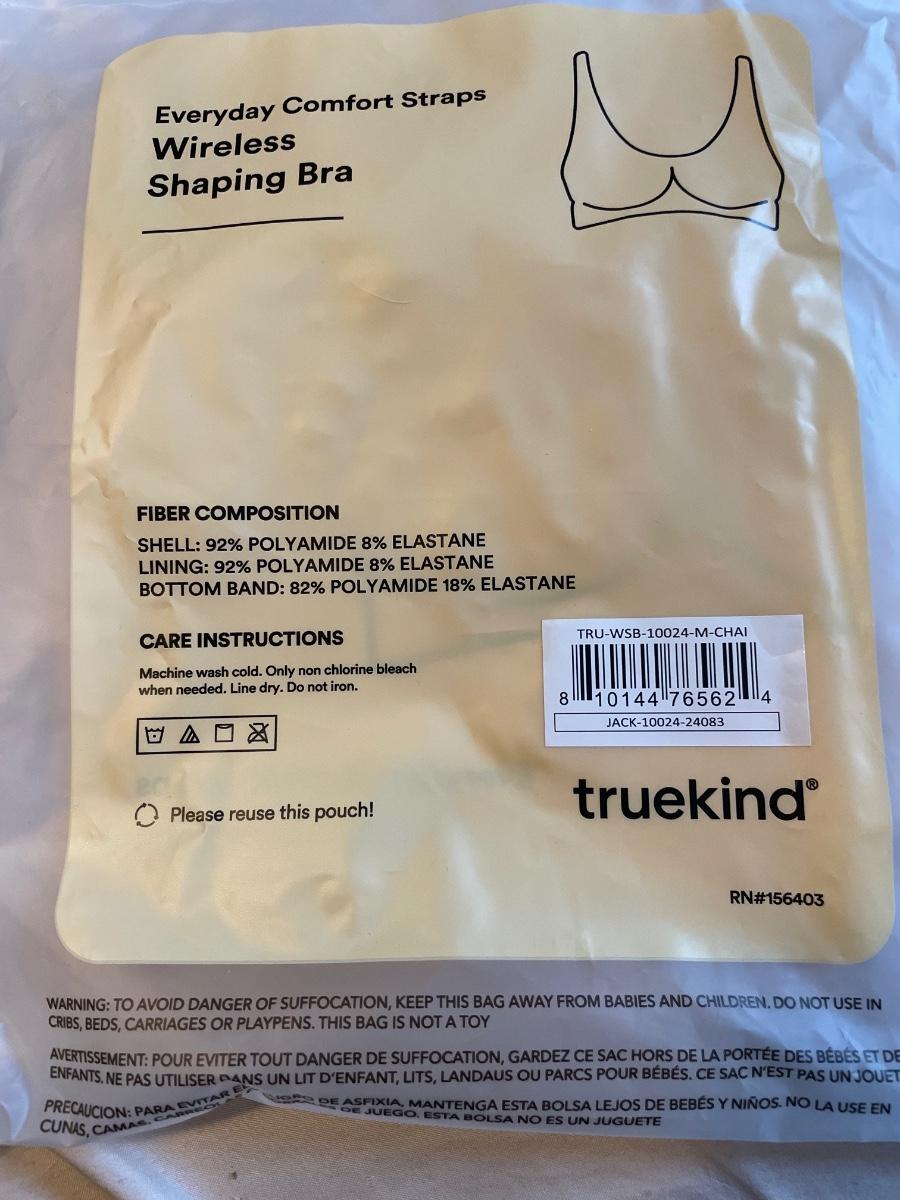 Everyday Comfort Straps
Wireless
Shaping Bra
FIBER COMPOSITION
SHELL: 92% POLYAMIDE 8% ELASTANE
LINING: 92% POLYAMIDE 8% ELASTANE
BOTTOM BAND: 82% POLYAMIDE 18% ELASTANE
CARE INSTRUCTIONS
Machine wash cold. Only non chlorine bleach
when needed. Line dry. Do not iron.
Please reuse this pouch!
TRU-WSB-10024-M-CHAI
8 10144 76562 4
JACK-10024-24083
truekind®
RN#156403
WARNING: TO AVOID DANGER OF SUFFOCATION, KEEP THIS BAG AWAY FROM BABIES AND CHILDREN. DO NOT USE IN
CRIBS, BEDS, CARRIAGES OR PLAYPENS. THIS BAG IS NOT A TOY
AVERTISSEMENT: POUR EVITER TOUT DANGER DE SUFFOCATION, GARDEZ CE SAC HORS DE LA PORTÉE DES BÉBÉS ET DE
ENFANTS. NE PAS UTILISER DANS UN LIT D'ENFANT, LITS, LANDAUS OU PARCS POUR BÉBÉS. CE SAC N'EST PAS UN JOUET
PRECAUCION: PARA EVITAR DE ASFIXIA, MANTENGA ESTA BOLSA LEJOS DE BEBÉS Y NIÑOS. NO LA USE EN
CUNAS, CAMAS, DE JUEGO. ESTA BOLSA NO ES UN JUGUETE